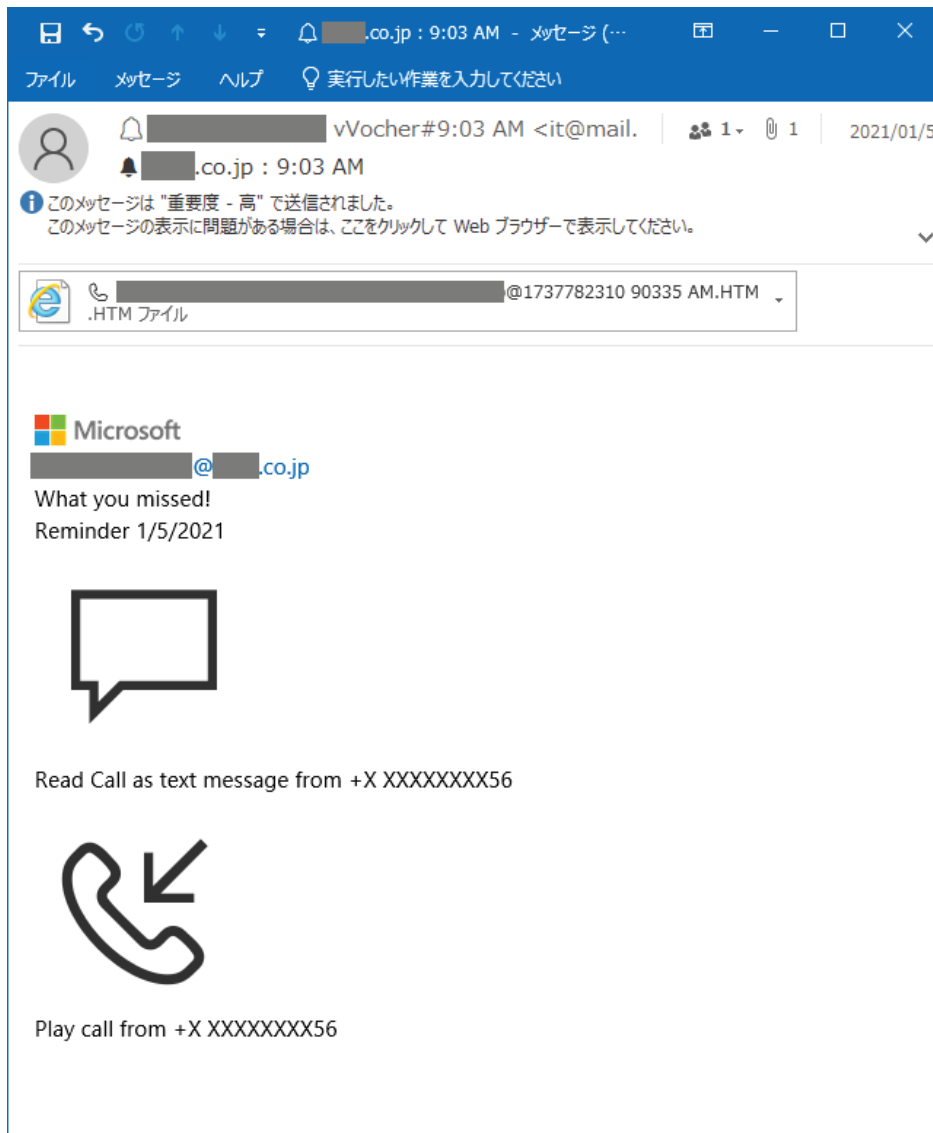 .co.jp : 9:03 AM - メッセージ (…
ファイル メッセージ ヘルプ 実行したい作業を入力してください
vVocher#9:03 AM <it@mail. 1 1 2021/01/5
.co.jp : 9:03 AM
このメッセージは "重要度 - 高" で送信されました。
このメッセージの表示に問題がある場合は、ここをクリックして Web ブラウザーで表示してください。
@1737782310 90335 AM.HTM
.HTM ファイル
Microsoft
@ .co.jp
What you missed!
Reminder 1/5/2021
Read Call as text message from +X XXXXXXXX56
Play call from +X XXXXXXXX56